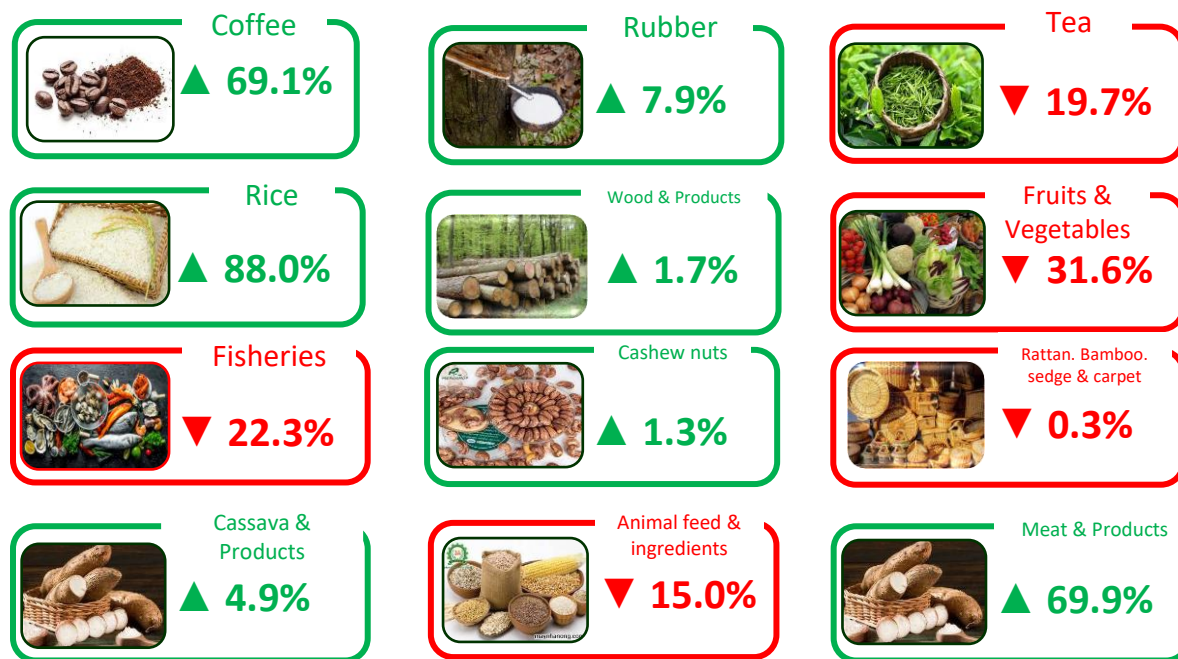 Coffee
▲ 69.1%
Rubber
▲ 7.9%
Tea
▼ 19.7%
Rice
▲ 88.0%
Wood & Products
▲ 1.7%
Fruits &
Vegetables
▼ 31.6%
Fisheries
▼ 22.3%
Cashew nuts
▲ 1.3%
Rattan. Bamboo.
sedge & carpet
▼ 0.3%
Cassava &
Products
▲ 4.9%
Animal feed &
ingredients
▼ 15.0%
Meat & Products
▲ 69.9%